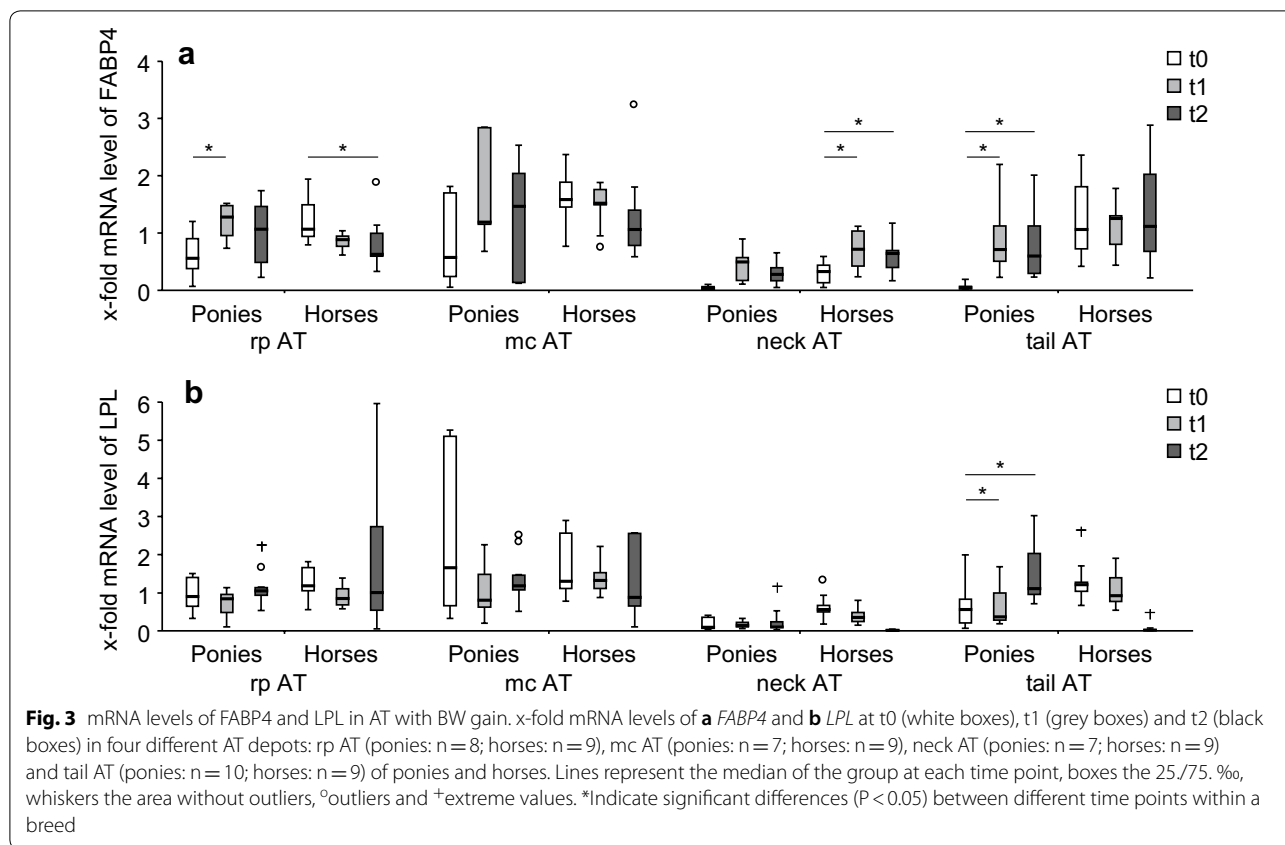 a
x-fold mRNA level of FABP4
4
3
2
1
0
t0
t1
t2
*
*
*
*
*
*
Ponies Horses Ponies Horses Ponies Horses Ponies Horses
rp AT mc AT neck AT tail AT
b
x-fold mRNA level of LPL
6
5
4
3
2
1
0
t0
t1
t2
*
*
Ponies Horses Ponies Horses Ponies Horses Ponies Horses
rp AT mc AT neck AT tail AT
Fig. 3 mRNA levels of FABP4 and LPL in AT with BW gain. x-fold mRNA levels of a FABP4 and b LPL at t0 (white boxes), t1 (grey boxes) and t2 (black
boxes) in four different AT depots: rp AT (ponies: n = 8; horses: n = 9), mc AT (ponies: n = 7; horses: n = 9), neck AT (ponies: n = 7; horses: n = 9)
and tail AT (ponies: n = 10; horses: n = 9) of ponies and horses. Lines represent the median of the group at each time point, boxes the 25./75. ‰,
whiskers the area without outliers, °outliers and +extreme values. *Indicate significant differences (P < 0.05) between different time points within a
breed